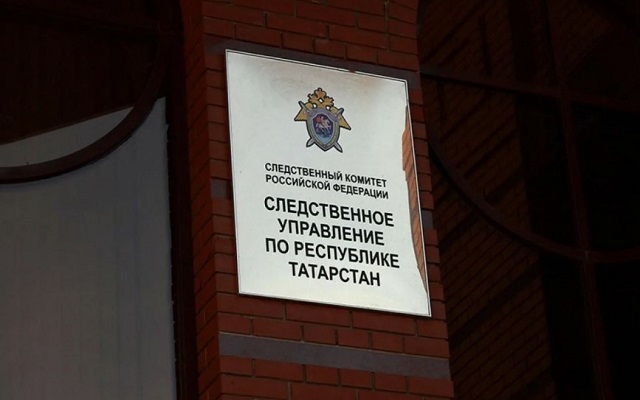 СЛЕДСТВЕННЫЙ КОМИТЕТ
РОССИЙСКОЙ ФЕДЕРАЦИИ
СЛЕДСТВЕННОЕ
УПРАВЛЕНИЕ
ПО РЕСПУБЛИКЕ
ТАТАРСТАН